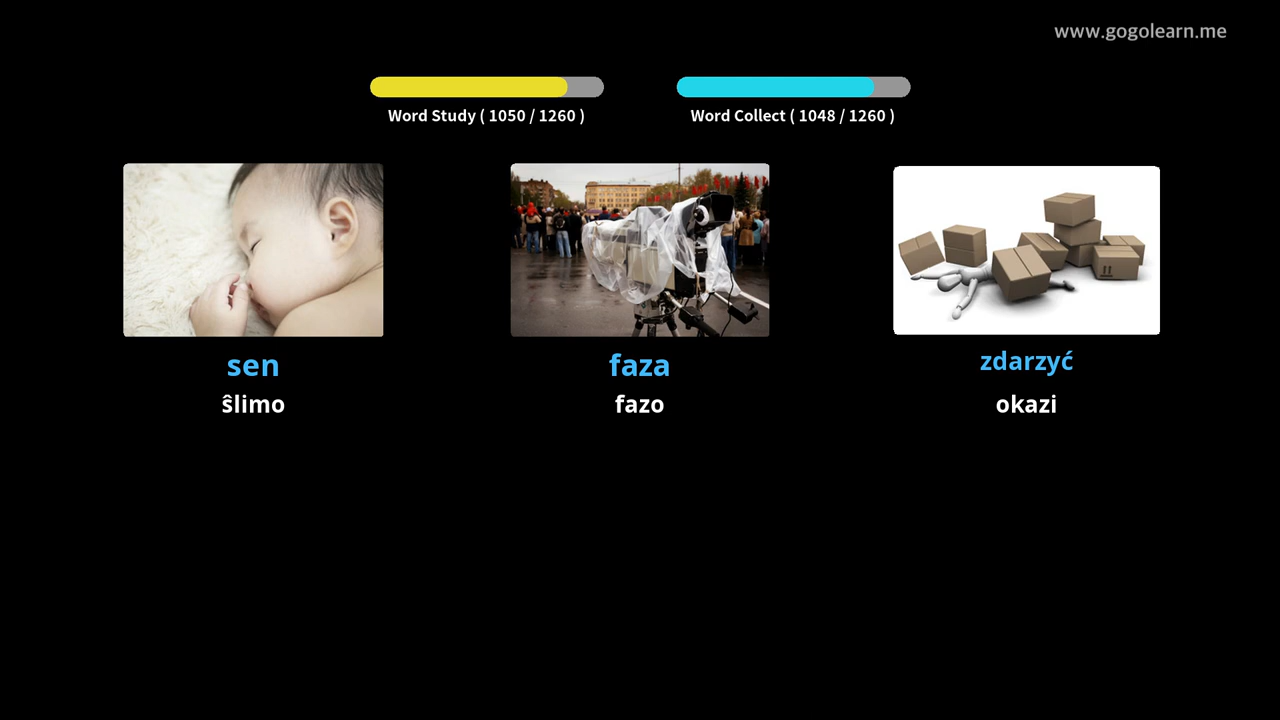 www.gogolearn.me
Word Study ( 1050 / 1260 )
Word Collect ( 1048 / 1260 )
sen
faza
zdarzyć
ŝlimo
fazo
okazi